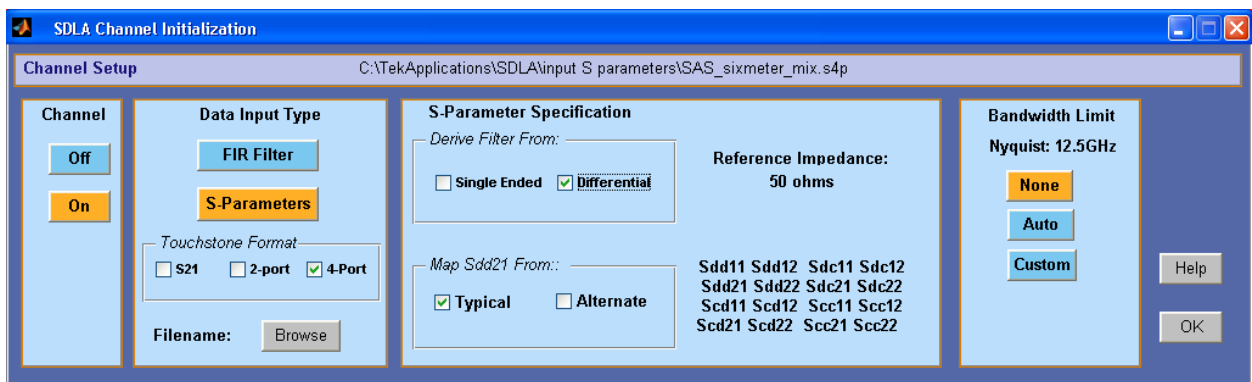 SDLA Channel Initialization
Channel Setup C:\TekApplications\SDLA\input S parameters\SAS_sixmeter_mix.s4p
Channel
Off
On
Data Input Type
FIR Filter
S-Parameters
Touchstone Format
S21 2-port 4-Port
Filename: Browse
S-Parameter Specification
Derive Filter From:
Single Ended Differential
Reference Impedance:
50 ohms
Map Sdd21 From::
Typical Alternate
Sdd11 Sdd12 Sdc11 Sdc12
Sdd21 Sdd22 Sdc21 Sdc22
Scd11 Scd12 Scc11 Scc12
Scd21 Scd22 Scc21 Scc22
Bandwidth Limit
Nyquist: 12.5GHz
None
Auto
Custom
Help
OK